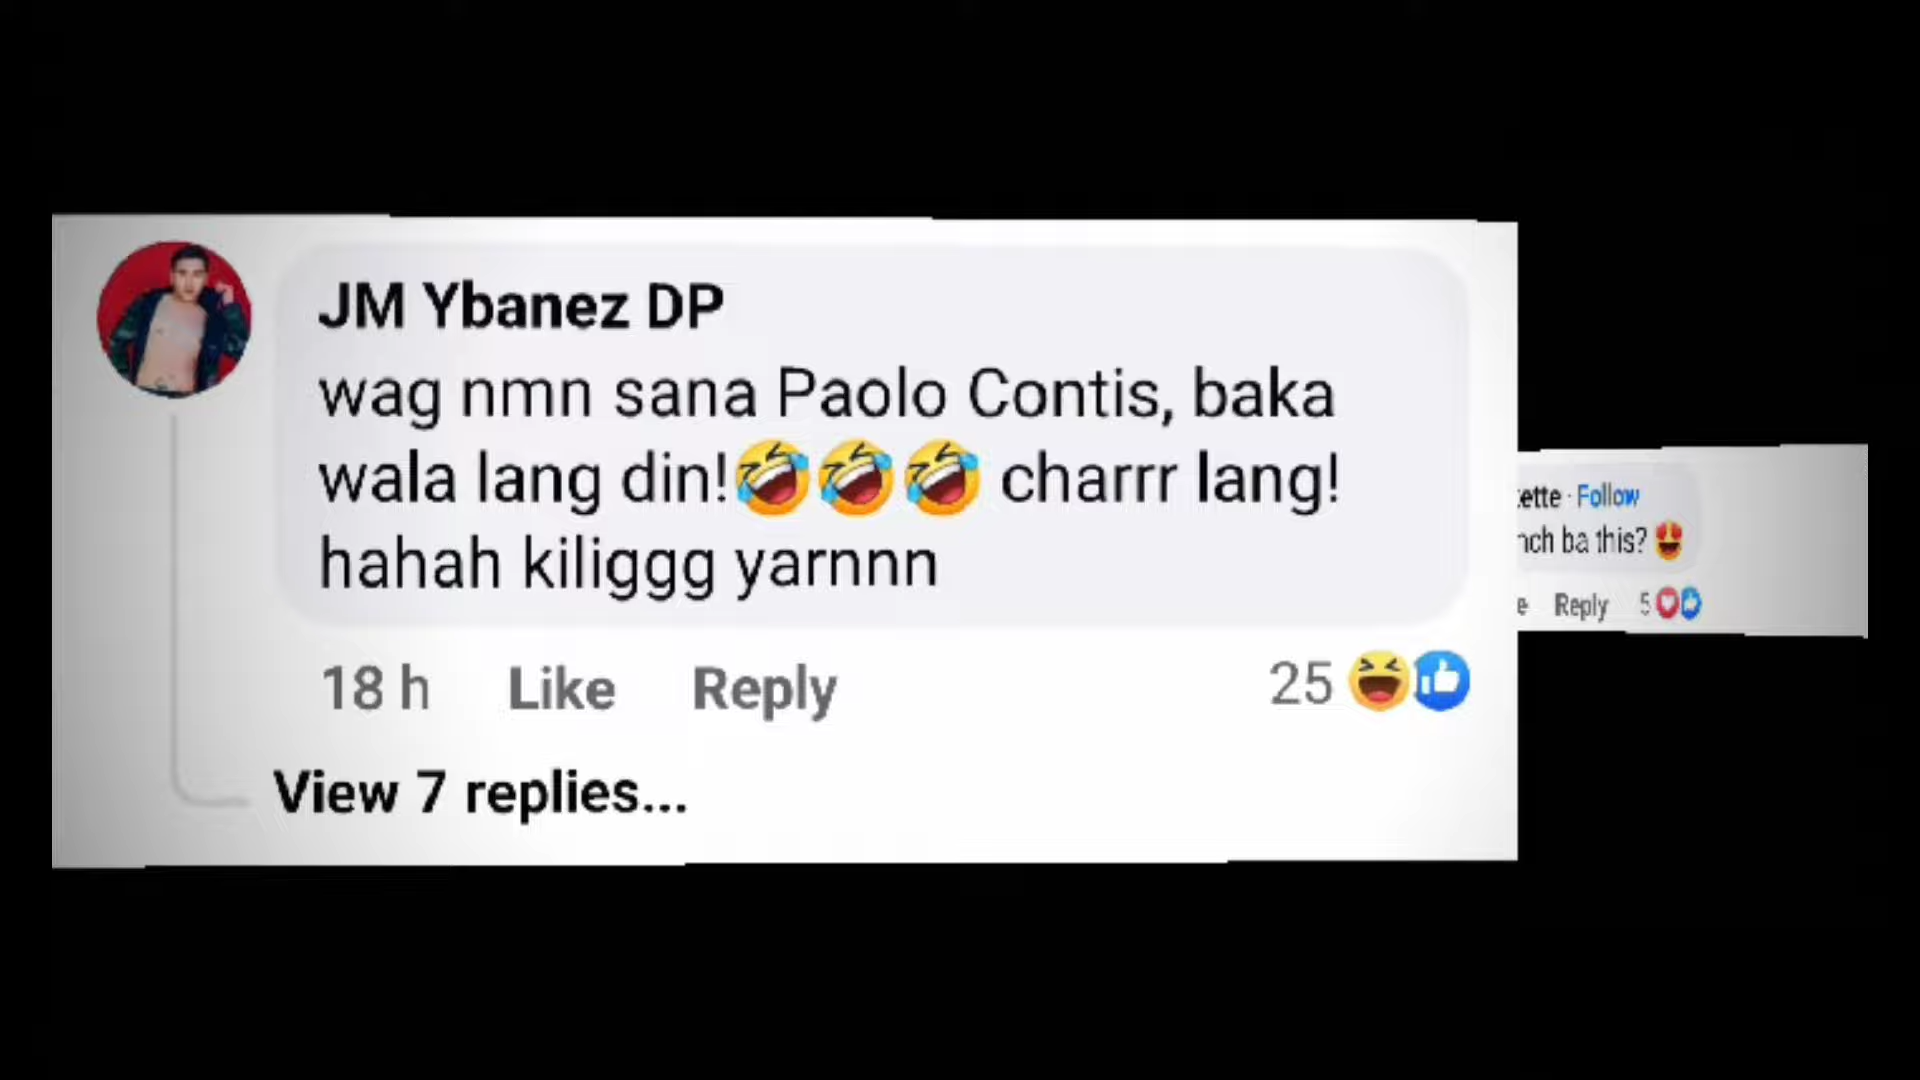 JM Ybanez DP
wag nmn sana Paolo Contis, baka
wala lang din!🤣🤣🤣 charrr lang!
hahah kiliggg yarnnn
18 h Like Reply 25
View 7 replies...
Follow
ba this? 😍
Reply 5